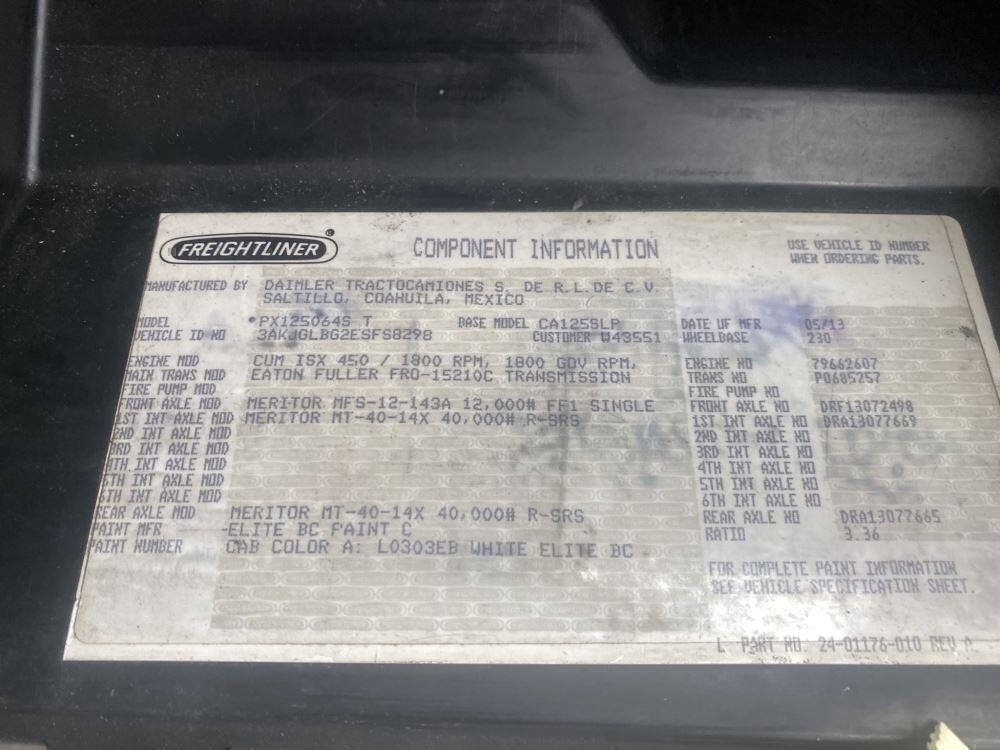 FREIGHTLINER®
COMPONENT INFORMATION
USE VEHICLE ID NUMBER
WHEN ORDERING PARTS.
MANUFACTURED BY DAIMLER TRACTOCAMIONES S. DE R.L.DE C.V.
SALTILLO, COAHUILA, MEXICO
MODEL PX125064S T BASE MODEL CA125SLP DATE OF MFR 05/13
VEHICLE ID NO 3AKJGLBG2ESFS8298 CUSTOMER W43551 WHEELBASE 230
ENGINE MOD CUM ISX 450 / 1800 RPM, 1800 GOV RPM, ENGINE NO 79662607
MAIN TRANS MOD EATON FULLER FRO-15210C TRANSMISSION TRANS NO P0685257
FIRE PUMP MOD FIRE PUMP NO
FRONT AXLE MOD MERITOR MFS-12-143A 12,000# FF1 SINGLE FRONT AXLE NO DRF13072498
1ST INT AXLE MOD MERITOR MT-40-14X 40,000# R-SRS 1ST INT AXLE NO DRA13077669
2ND INT AXLE MOD 2ND INT AXLE NO
3RD INT AXLE MOD 3RD INT AXLE NO
4TH INT AXLE MOD 4TH INT AXLE NO
5TH INT AXLE MOD 5TH INT AXLE NO
6TH INT AXLE MOD 6TH INT AXLE NO
REAR AXLE MOD MERITOR MT-40-14X 40,000# R-SRS REAR AXLE NO DRA13077665
PAINT MFR ELITE BC PAINT C RATIO 3.36
PAINT NUMBER CAB COLOR A: L0303EB WHITE ELITE BC
FOR COMPLETE PAINT INFORMATION
SEE VEHICLE SPECIFICATION SHEET.
L. PART NO. 24-01176-010 REV A.